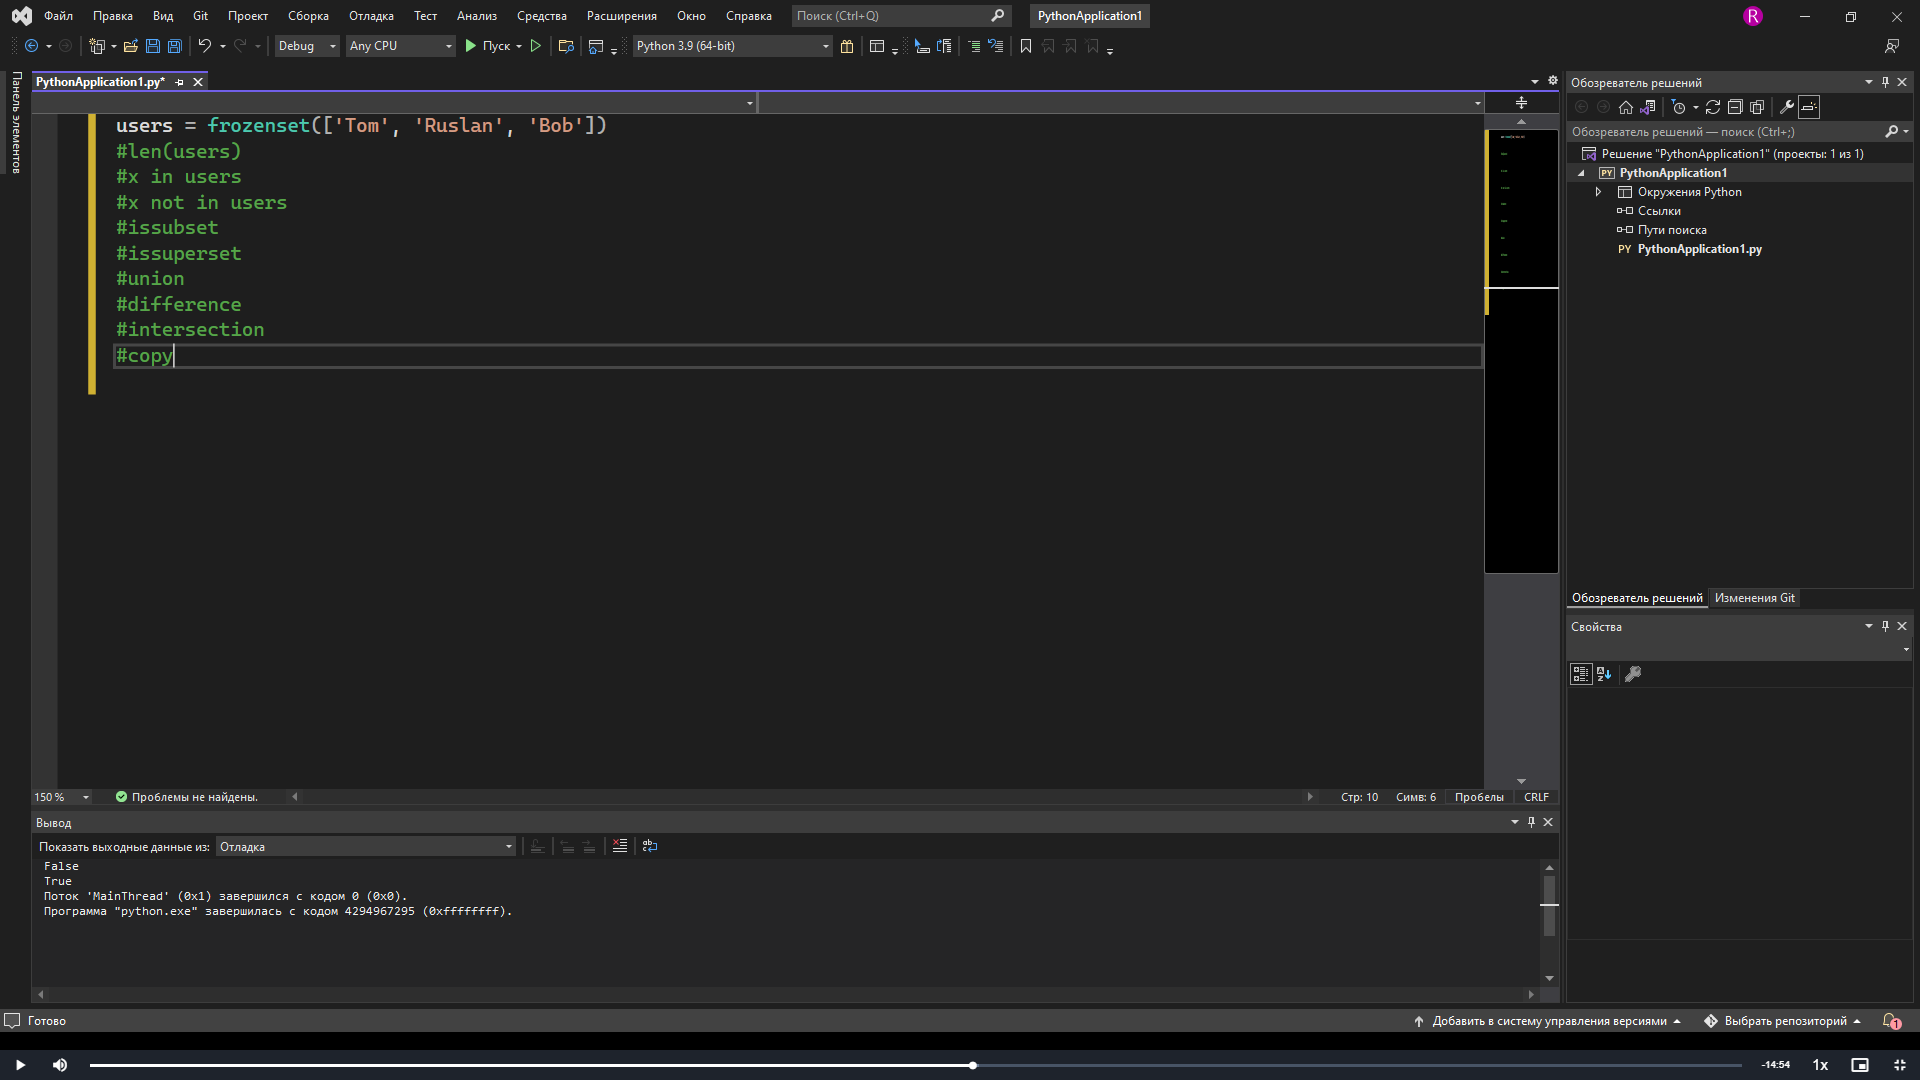 Файл Правка Вид Git Проект Сборка Отладка Тест Анализ Средства Расширения Окно Справка Поиск (Ctrl+Q) PythonApplication1 R
Debug Any CPU Пуск Python 3.9 (64-bit)
Панель элементов
PythonApplication1.py*
users = frozenset(['Tom', 'Ruslan', 'Bob'])
#len(users)
#x in users
#x not in users
#issubset
#issuperset
#union
#difference
#intersection
#copy
150 % Проблемы не найдены. Стр: 10 Симв: 6 Пробелы CRLF
Вывод
Показать выходные данные из: Отладка
False
True
Поток 'MainThread' (0x1) завершился с кодом 0 (0x0).
Программа "python.exe" завершилась с кодом 4294967295 (0xffffffff).
Обозреватель решений
Обозреватель решений — поиск (Ctrl+;)
Решение "PythonApplication1" (проекты: 1 из 1)
PY PythonApplication1
Окружения Python
Ссылки
Пути поиска
PY PythonApplication1.py
Обозреватель решений Изменения Git
Свойства
Готово Добавить в систему управления версиями Выбрать репозиторий 1
-14:54 1x